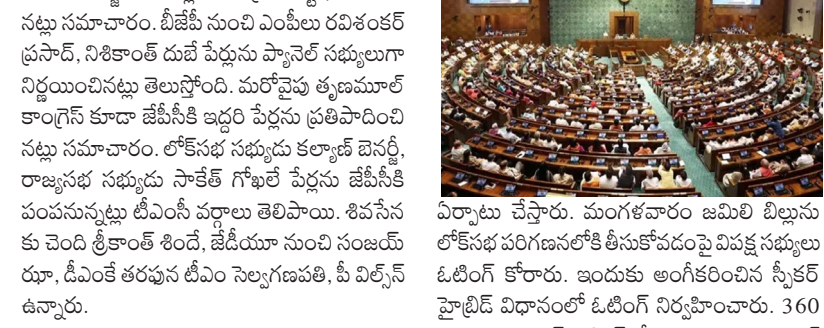 నట్లు సమాచారం. బీజేపీ నుంచి ఎంపీలు రవిశంకర్
ప్రసాద్, నిశికాంత్ దుబే పేర్లును ప్యానెల్ సభ్యులుగా
నిర్ణయించినట్లు తెలుస్తోంది. మరోవైపు తృణమూల్
కాంగ్రెస్ కూడా జేపీసీకి ఇద్దరి పేర్లను ప్రతిపాదించి
నట్లు సమాచారం. లోక్‌సభ సభ్యుడు కల్యాణ్ బెనర్జీ,
రాజ్యసభ సభ్యుడు సాకేత్ గోఖలే పేర్లను జేపీసీకి
పంపనున్నట్లు టీఎంసీ వర్గాలు తెలిపాయి. శివసేన
కు చెంది శ్రీకాంత్ శిందే, జేడీయూ నుంచి సంజయ్
ఝా, డీఎంకే తరఫున టీఎం సెల్వగణపతి, పీ విల్సన్
ఉన్నారు.
ఏర్పాటు చేస్తారు. మంగళవారం జమిలి బిల్లును
లోక్‌సభ పరిగణనలోకి తీసుకోవడంపై విపక్ష సభ్యులు
ఓటింగ్ కోరారు. ఇందుకు అంగీకరించిన స్పీకర్
హైబ్రిడ్ విధానంలో ఓటింగ్ నిర్వహించారు. 360